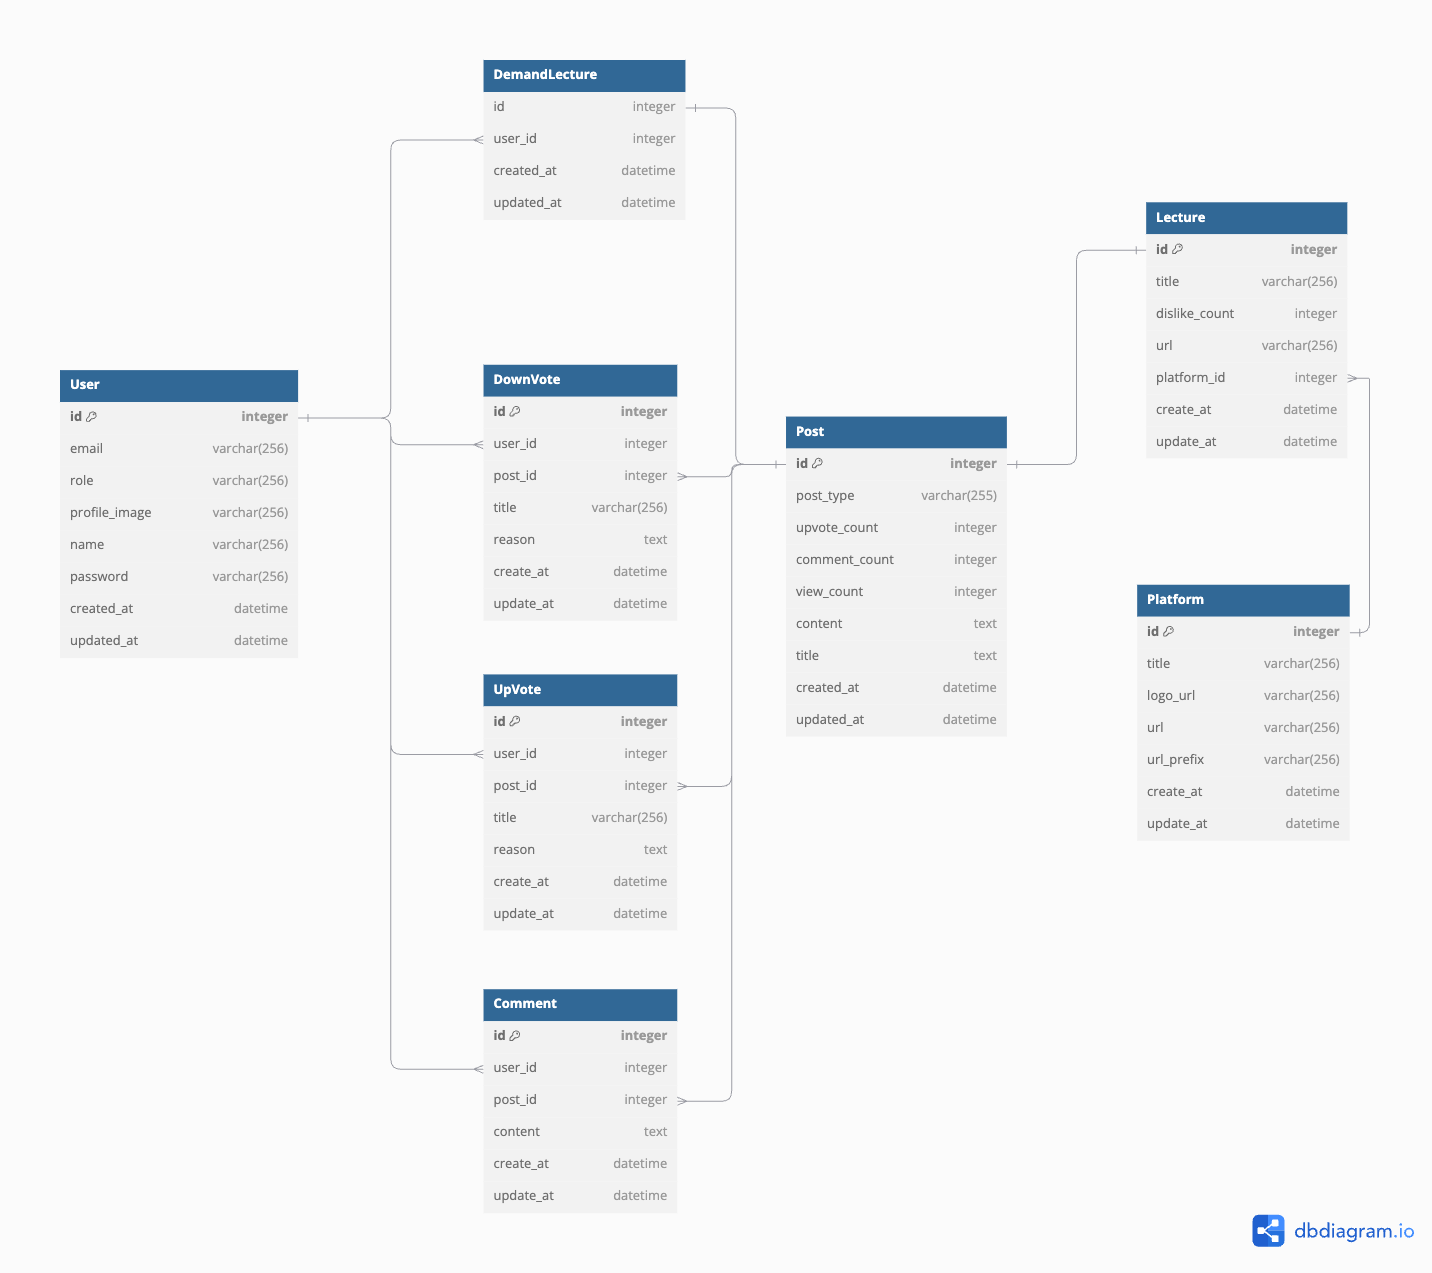 DemandLecture
id integer
user_id integer
created_at datetime
updated_at datetime
User
id integer
email varchar(256)
role varchar(256)
profile_image varchar(256)
name varchar(256)
password varchar(256)
created_at datetime
updated_at datetime
DownVote
id integer
user_id integer
post_id integer
title varchar(256)
reason text
create_at datetime
update_at datetime
UpVote
id integer
user_id integer
post_id integer
title varchar(256)
reason text
create_at datetime
update_at datetime
Comment
id integer
user_id integer
post_id integer
content text
create_at datetime
update_at datetime
Post
id integer
post_type varchar(255)
upvote_count integer
comment_count integer
view_count integer
content text
title text
created_at datetime
updated_at datetime
Lecture
id integer
title varchar(256)
dislike_count integer
url varchar(256)
platform_id integer
create_at datetime
update_at datetime
Platform
id integer
title varchar(256)
logo_url varchar(256)
url varchar(256)
url_prefix varchar(256)
create_at datetime
update_at datetime
dbdiagram.io